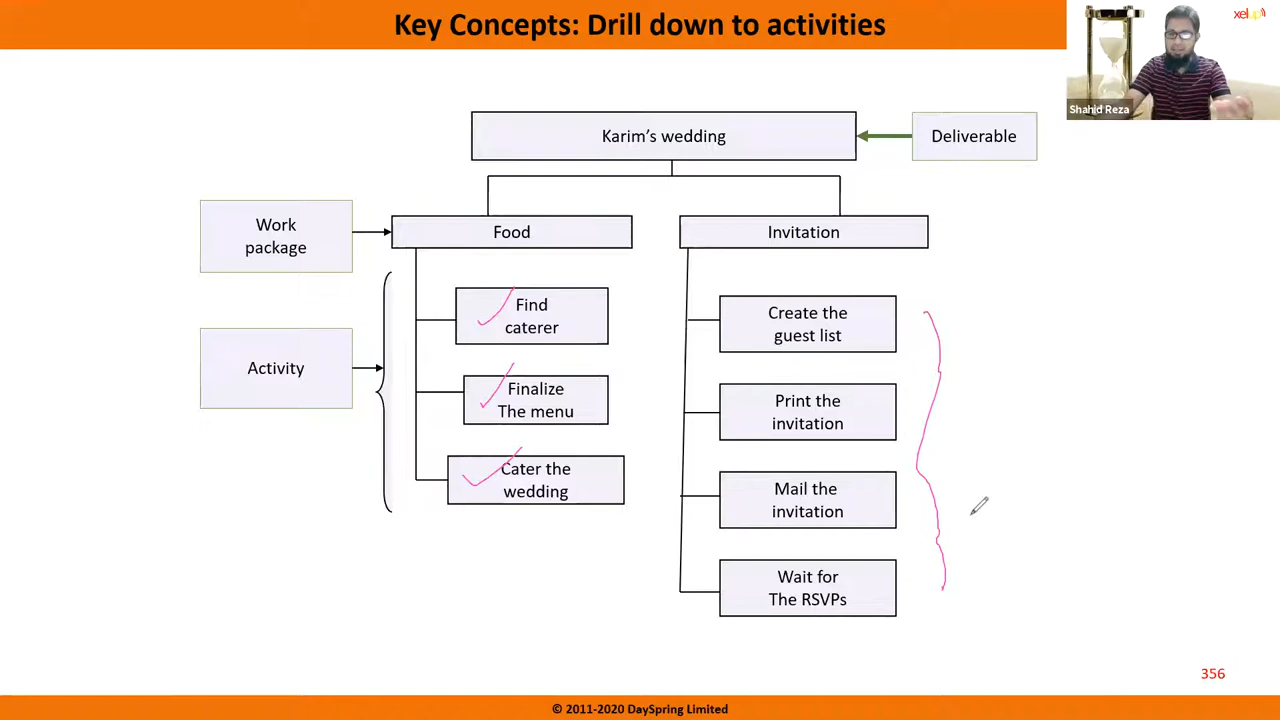 Key Concepts: Drill down to activities
xelup
Shahid Reza
Karim's wedding
Deliverable
Work
package
Food
Invitation
Activity
Find
caterer
Finalize
The menu
Cater the
wedding
Create the
guest list
Print the
invitation
Mail the
invitation
Wait for
The RSVPs
356
© 2011-2020 DaySpring Limited